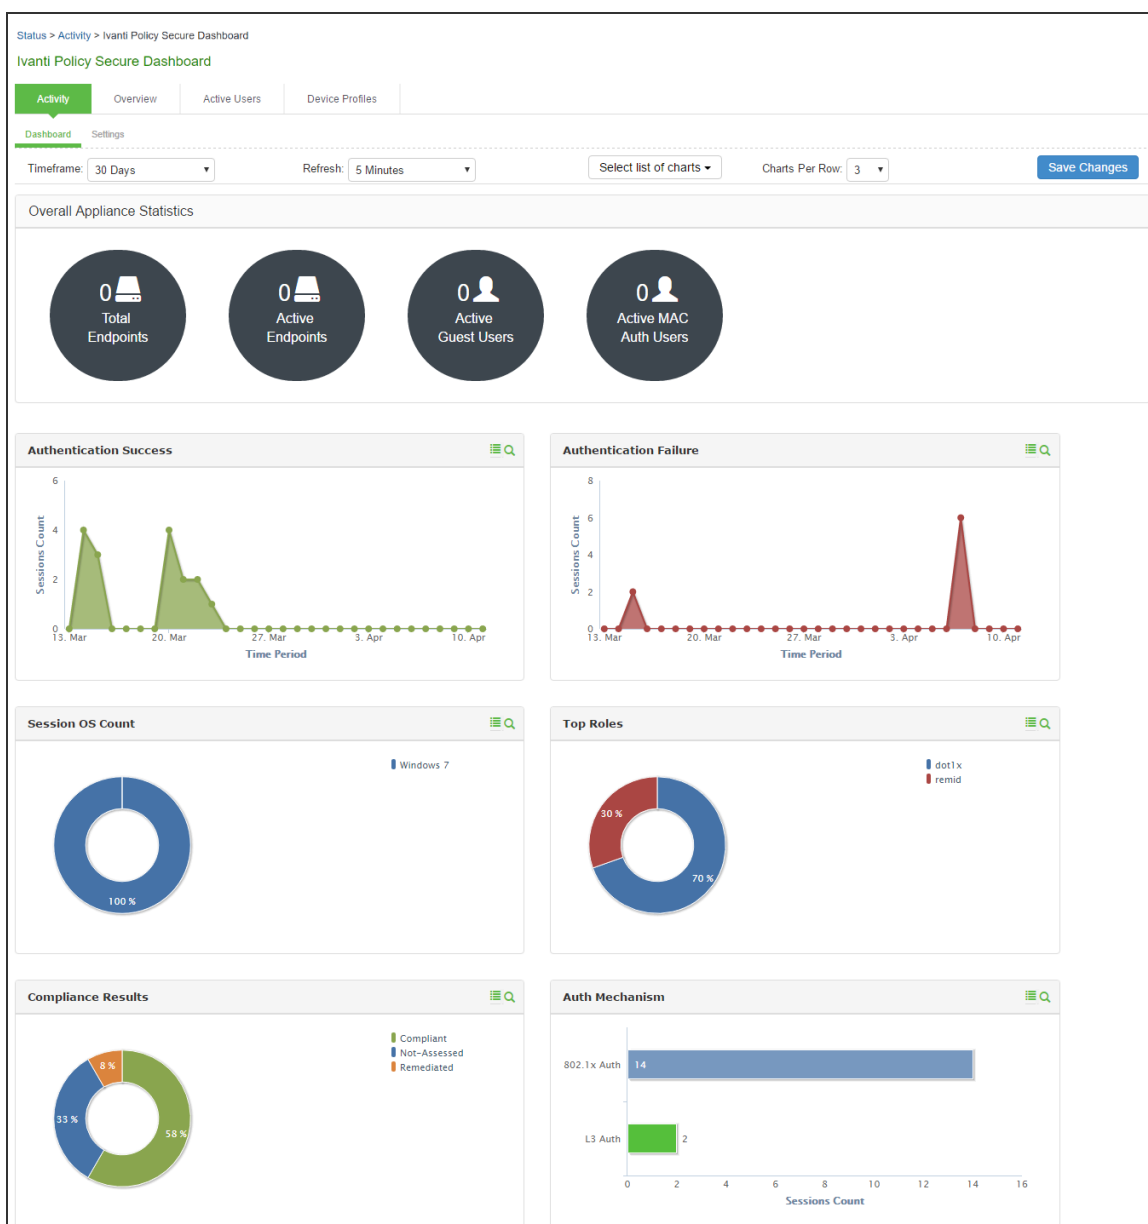 Status > Activity > Ivanti Policy Secure Dashboard
Ivanti Policy Secure Dashboard
Activity Overview Active Users Device Profiles
Dashboard Settings
Timeframe: 30 Days Refresh: 5 Minutes Select list of charts Charts Per Row: 3 Save Changes
Overall Appliance Statistics
0 Total Endpoints
0 Active Endpoints
0 Active Guest Users
0 Active MAC Auth Users
Authentication Success
6
4
2
0
Sessions Count
13. Mar 20. Mar 27. Mar 3. Apr 10. Apr
Time Period
Authentication Failure
8
6
4
2
0
Sessions Count
13. Mar 20. Mar 27. Mar 3. Apr 10. Apr
Time Period
Session OS Count
Windows 7
100 %
Top Roles
dot1x
remid
30 %
70 %
Compliance Results
Compliant
Not-Assessed
Remediated
8 %
33 %
58 %
Auth Mechanism
802.1x Auth 14
L3 Auth 2
0 2 4 6 8 10 12 14 16
Sessions Count